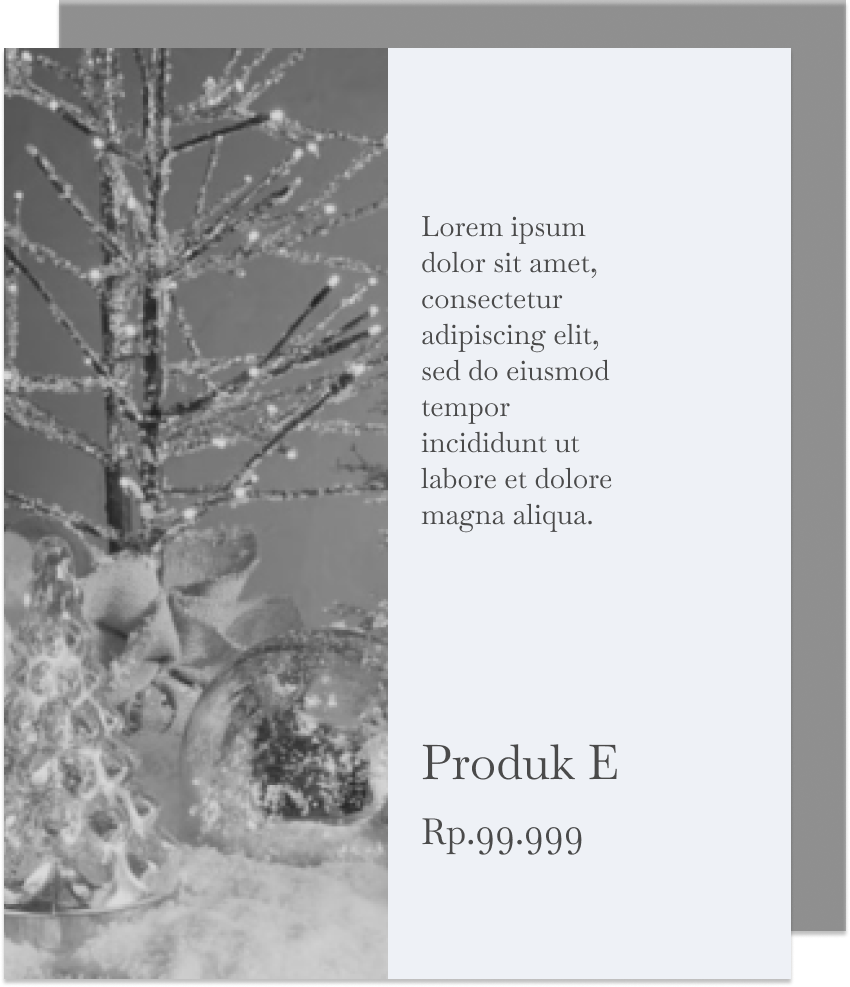 Lorem ipsum
dolor sit amet,
consectetur
adipiscing elit,
sed do eiusmod
tempor
incididunt ut
labore et dolore
magna aliqua.
Produk E
Rp.99.999